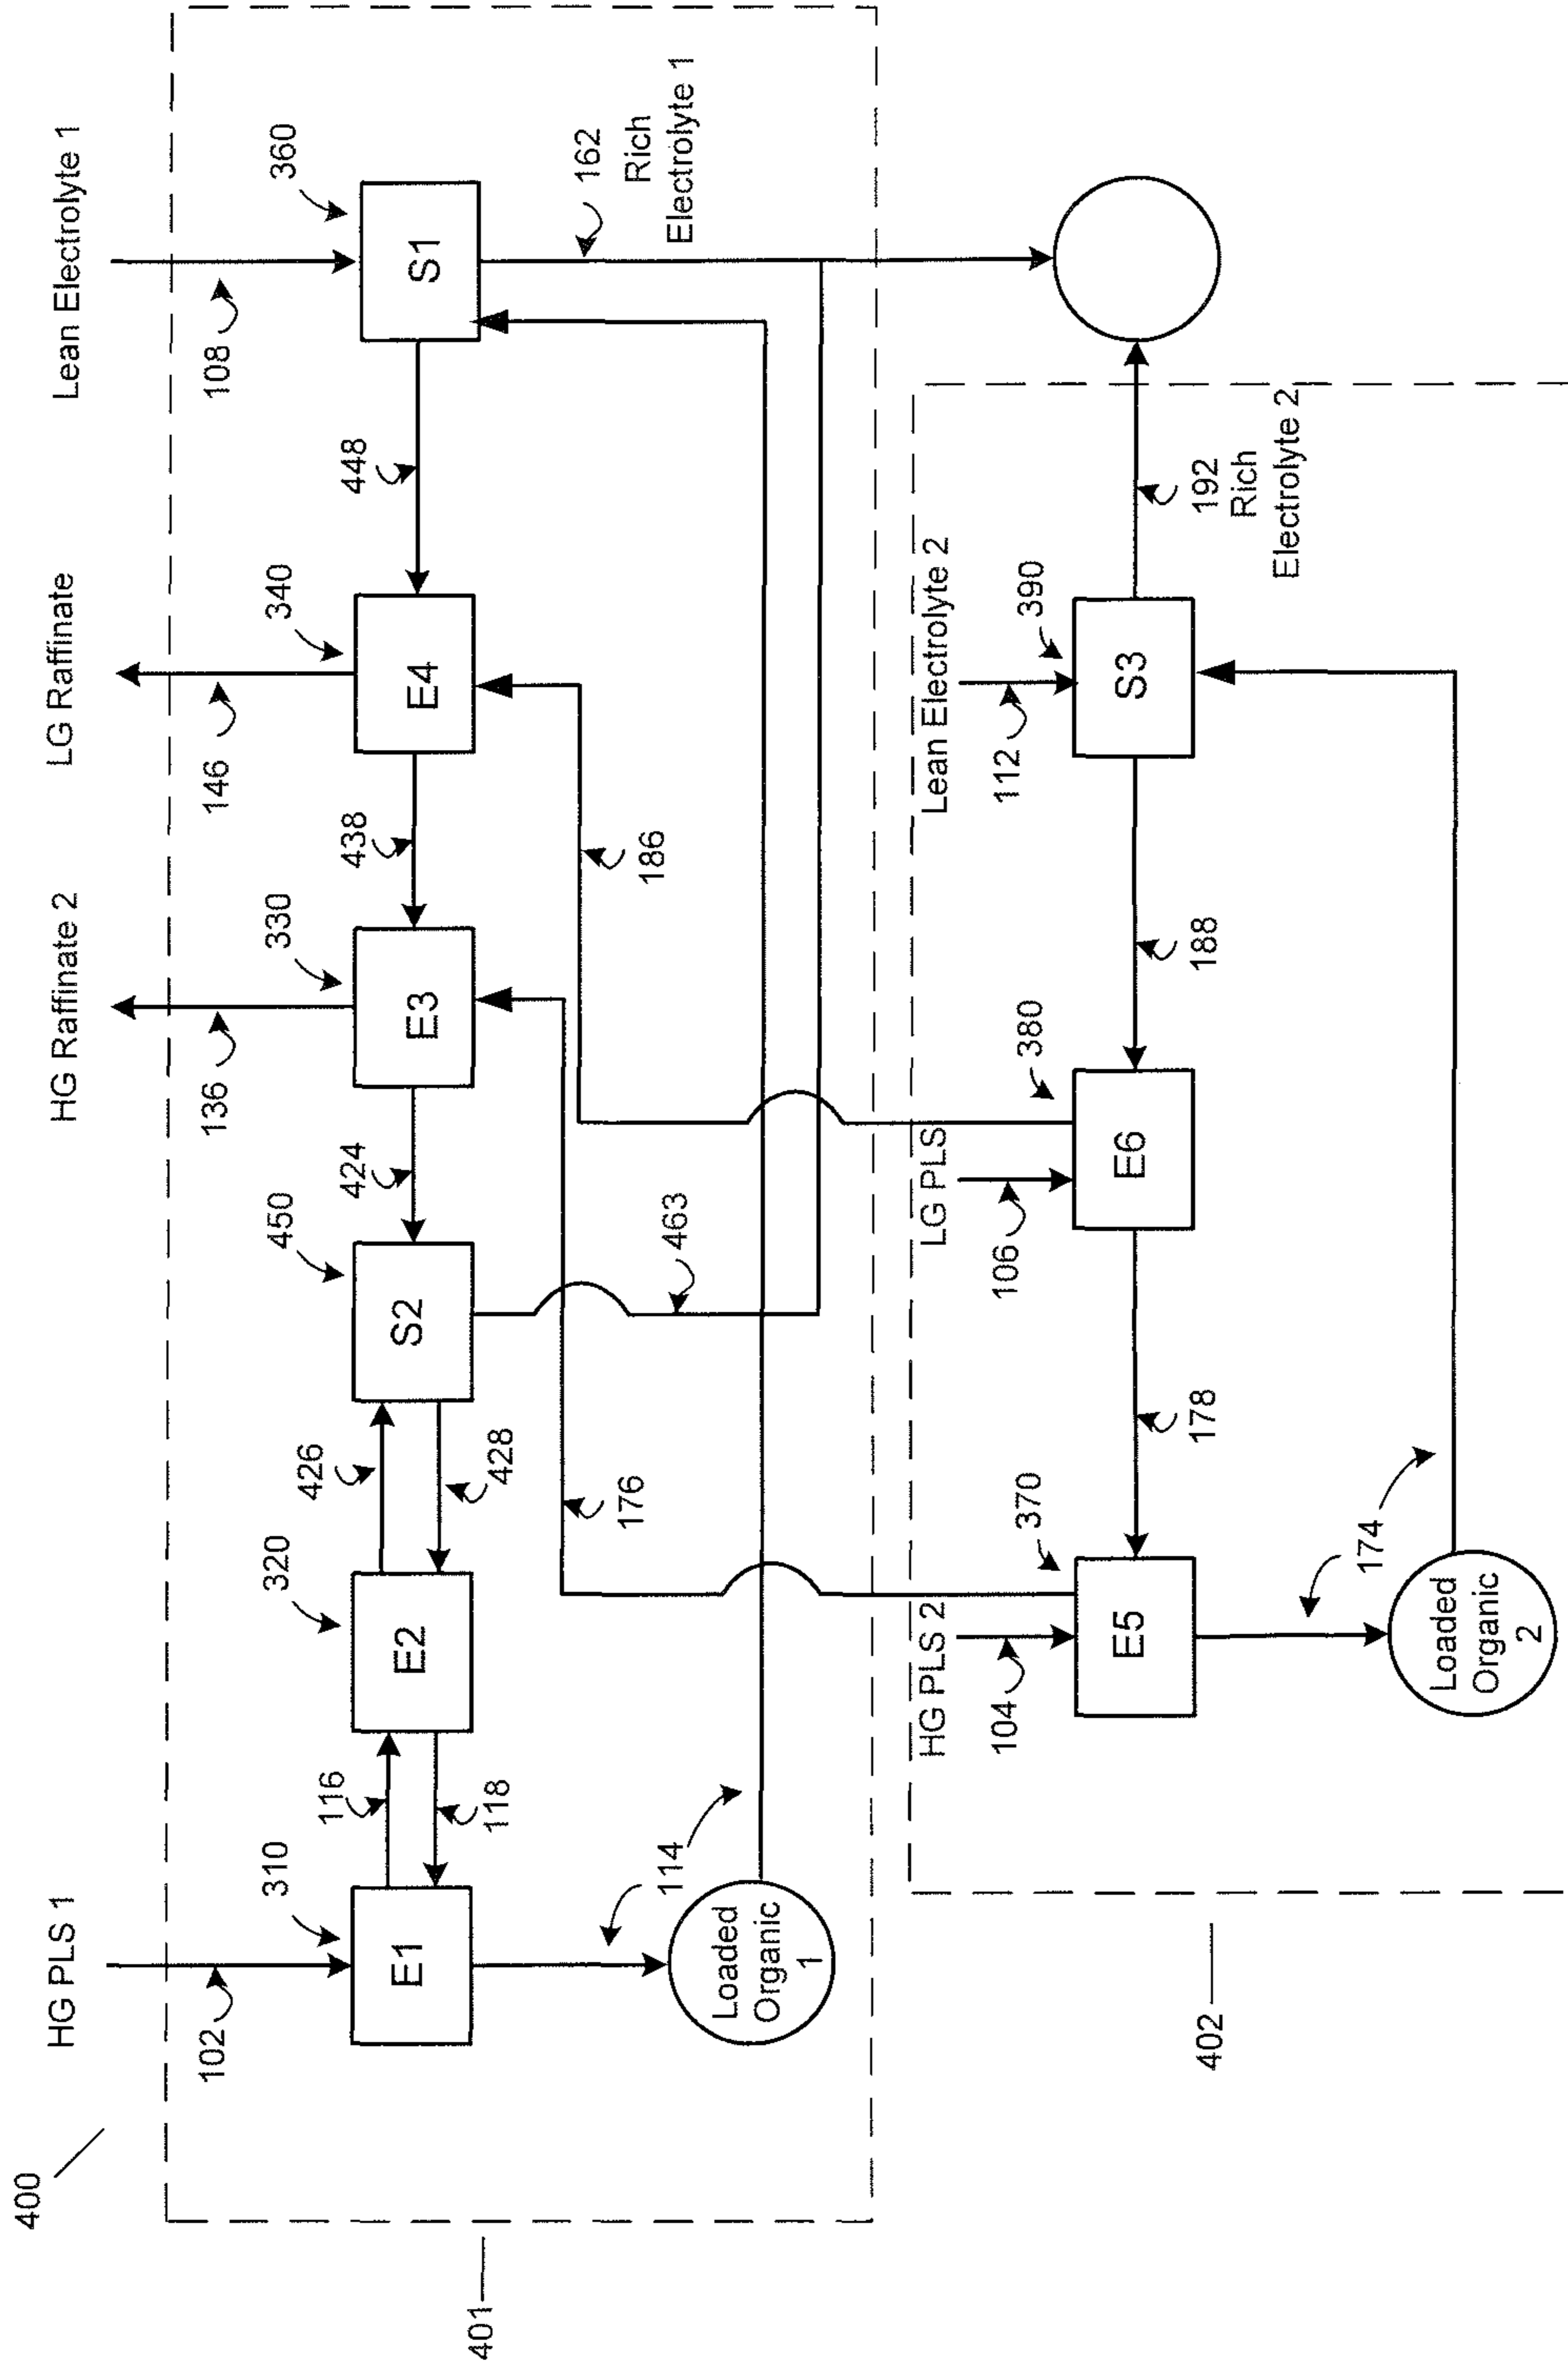 400
HG PLS 1
HG Raffinate 2
LG Raffinate
Lean Electrolyte 1
102
136
146
108
310
320
450
330
340
360
E1
E2
S2
E3
E4
S1
116
118
426
428
424
438
448
162
Rich
Electrolyte 1
114
Loaded
Organic
1
176
463
186
401
HG PLS 2
LG PLS
Lean Electrolyte 2
104
106
112
370
380
390
E5
E6
S3
178
188
192
Rich
Electrolyte 2
174
Loaded
Organic
2
402